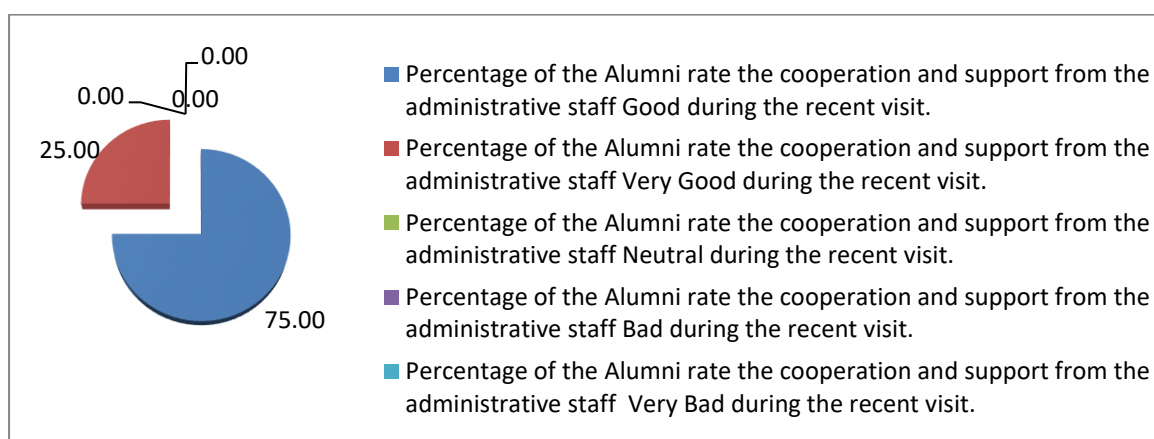 0.00
0.00
0.00
25.00
75.00
Percentage of the Alumni rate the cooperation and support from the
administrative staff Good during the recent visit.
Percentage of the Alumni rate the cooperation and support from the
administrative staff Very Good during the recent visit.
Percentage of the Alumni rate the cooperation and support from the
administrative staff Neutral during the recent visit.
Percentage of the Alumni rate the cooperation and support from the
administrative staff Bad during the recent visit.
Percentage of the Alumni rate the cooperation and support from the
administrative staff  Very Bad during the recent visit.